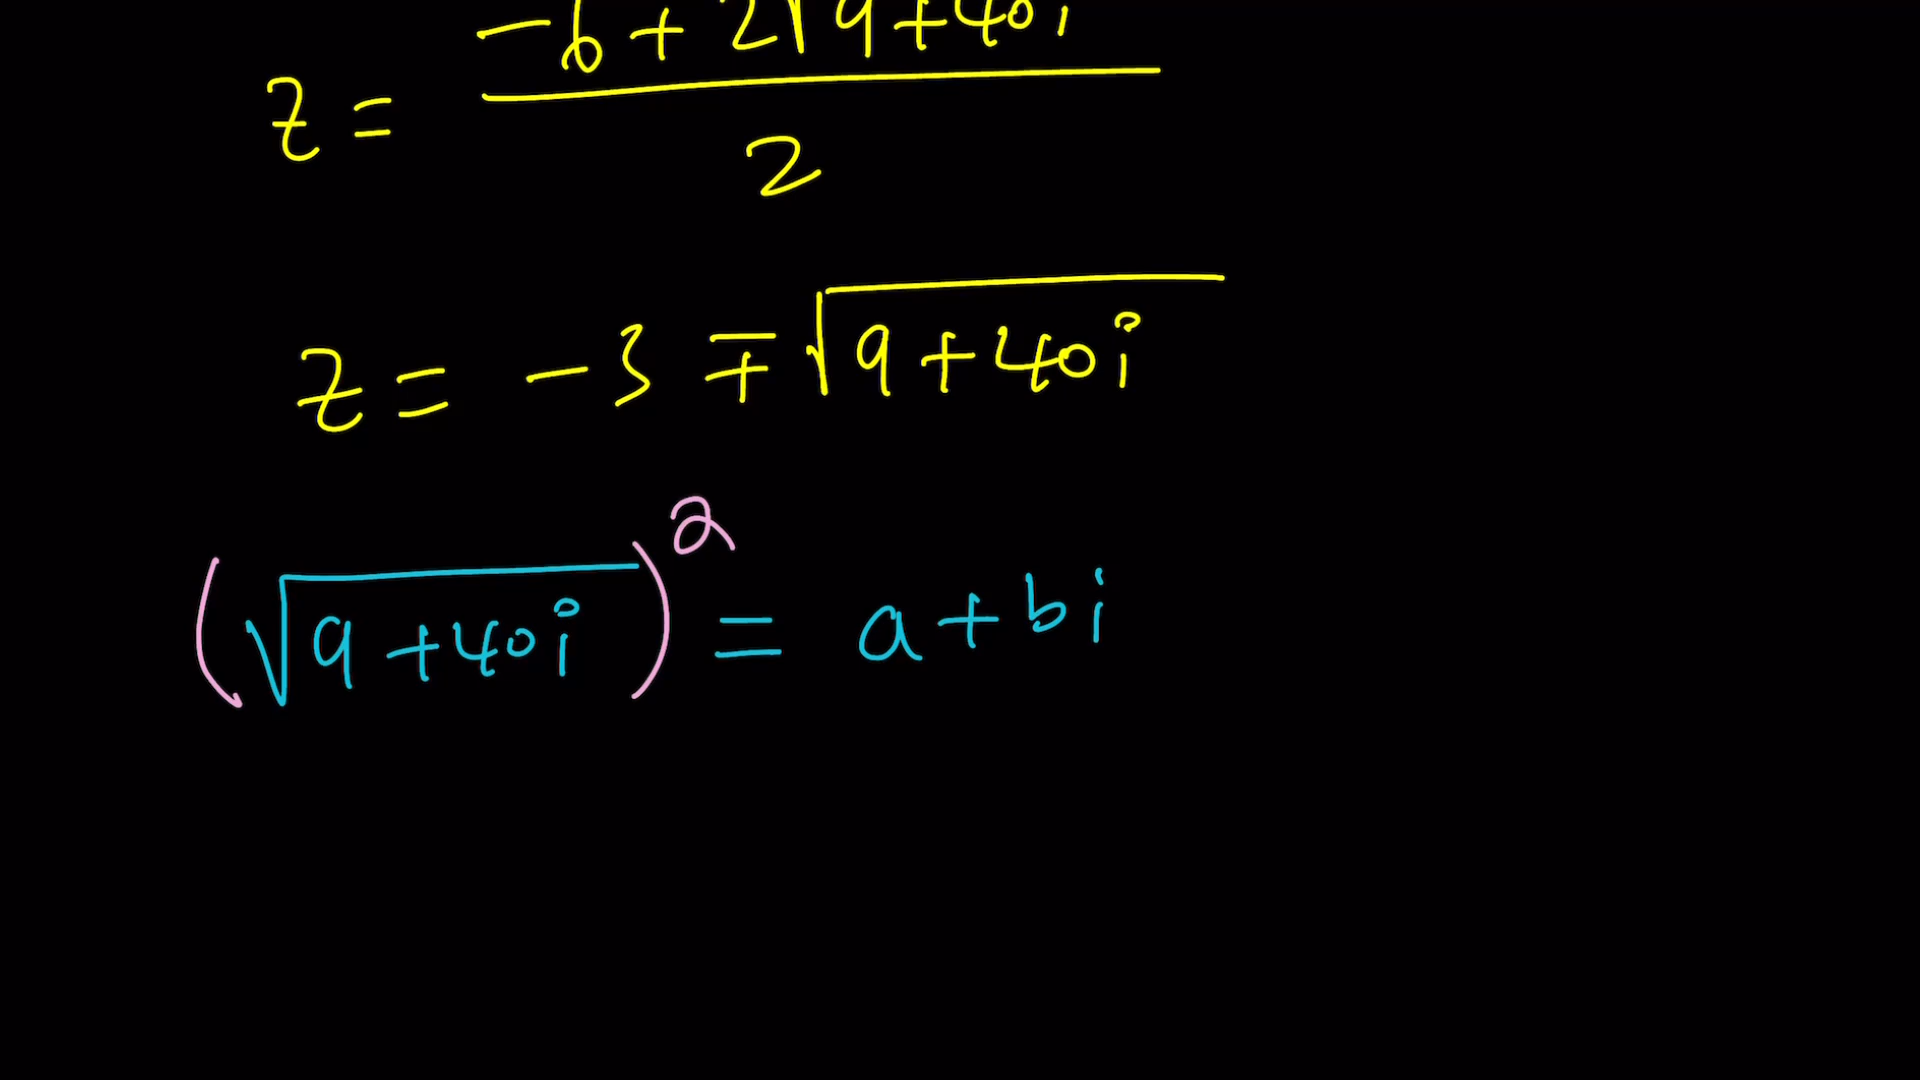 z = (-6 + 2√(9+40i)) / 2
z = -3 ∓ √(9+40i)
(√(9+40i))² = a+bi